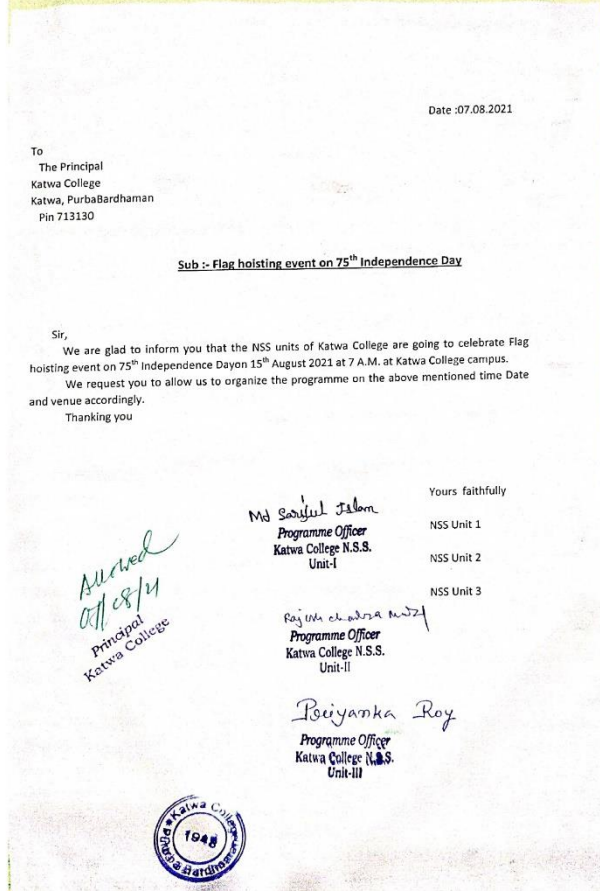 Date :07.08.2021
To
The Principal
Katwa College
Katwa, PurbaBardhaman
Pin 713130
Sub :- Flag hoisting event on 75th Independence Day
Sir,
We are glad to inform you that the NSS units of Katwa College are going to celebrate Flag
hoisting event on 75th Independence Dayon 15th August 2021 at 7 A.M. at Katwa College campus.
We request you to allow us to organize the programme on the above mentioned time Date
and venue accordingly.
Thanking you
Yours faithfully
NSS Unit 1
NSS Unit 2
NSS Unit 3
Md Sariful Islam
Programme Officer
Katwa College N.S.S.
Unit-I
Allowed
07/08/21
Principal
Katwa College
Programme Officer
Katwa College N.S.S.
Unit-II
Priyanka Roy
Programme Officer
Katwa College N.S.S.
Unit-III
Katwa College
1948